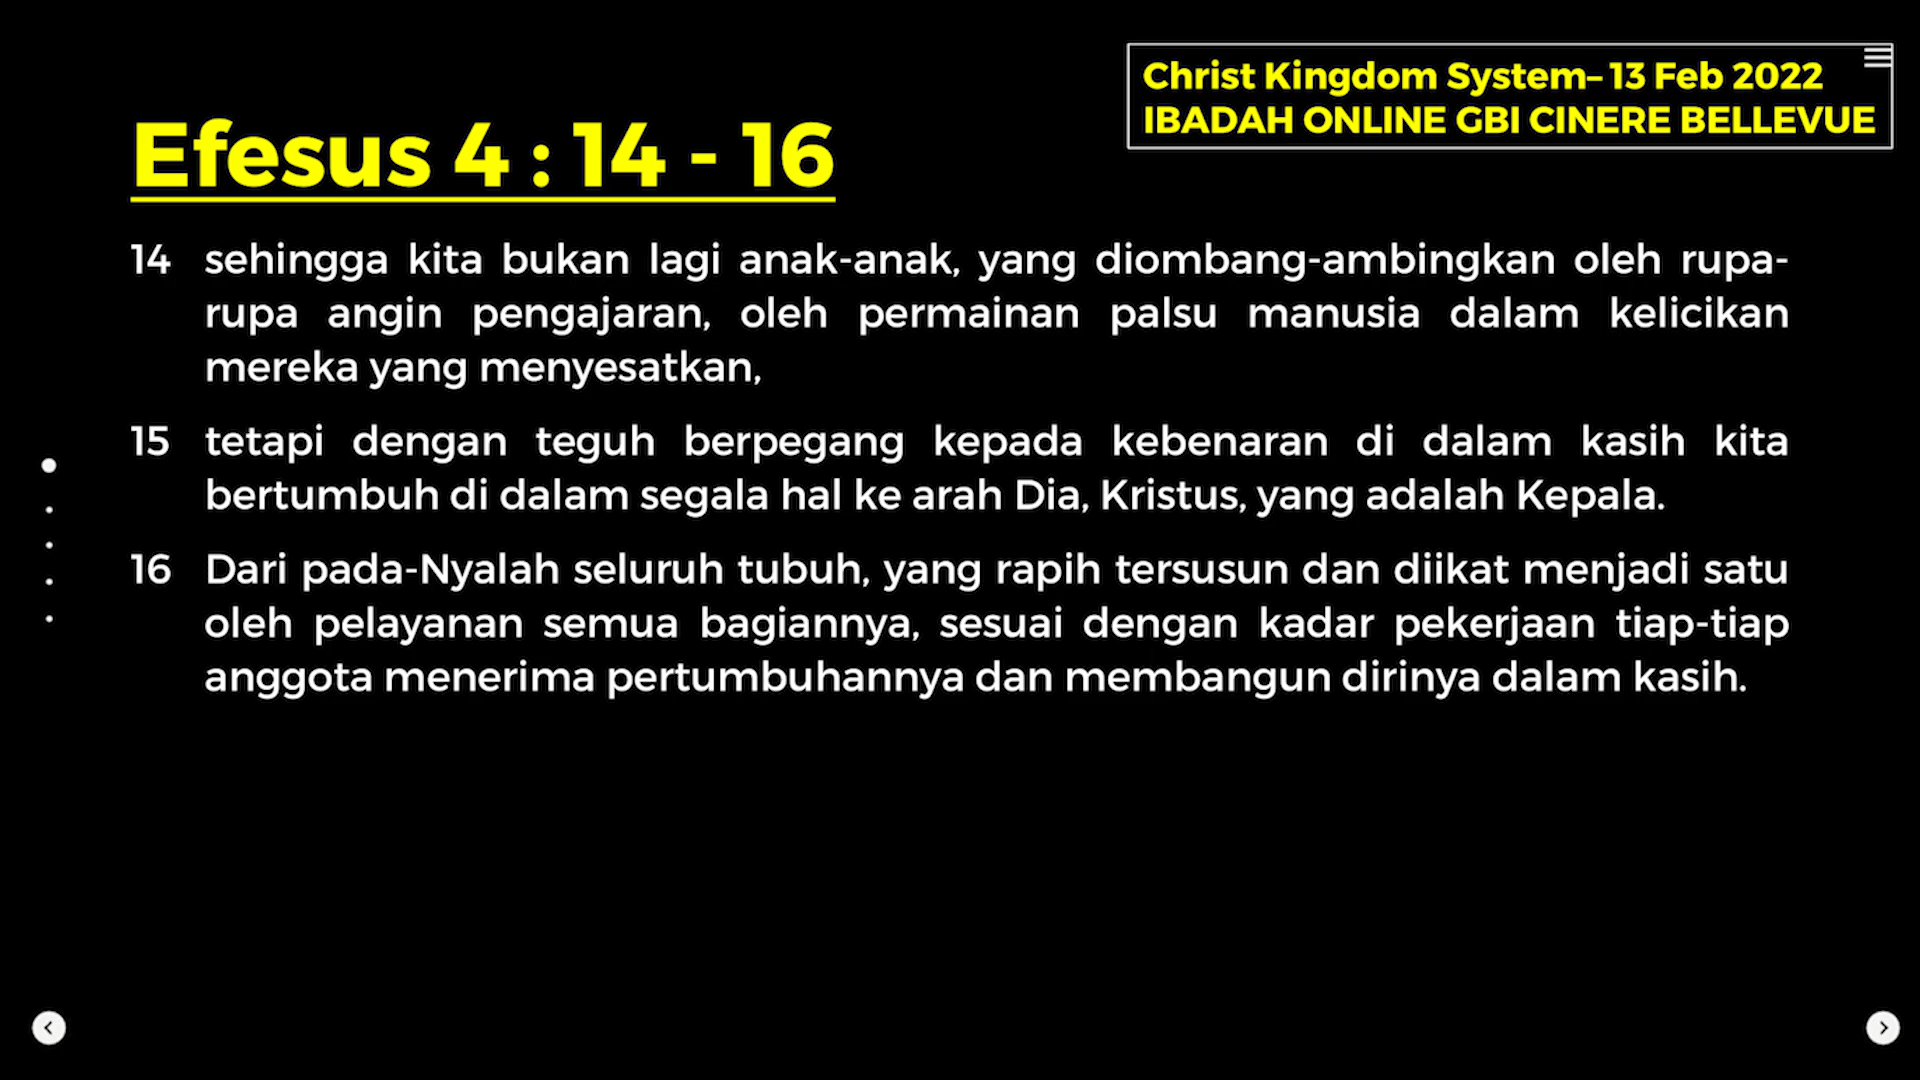 Christ Kingdom System– 13 Feb 2022
IBADAH ONLINE GBI CINERE BELLEVUE
Efesus 4 : 14 - 16
14 sehingga kita bukan lagi anak-anak, yang diombang-ambingkan oleh rupa-
rupa angin pengajaran, oleh permainan palsu manusia dalam kelicikan
mereka yang menyesatkan,
15 tetapi dengan teguh berpegang kepada kebenaran di dalam kasih kita
bertumbuh di dalam segala hal ke arah Dia, Kristus, yang adalah Kepala.
16 Dari pada-Nyalah seluruh tubuh, yang rapih tersusun dan diikat menjadi satu
oleh pelayanan semua bagiannya, sesuai dengan kadar pekerjaan tiap-tiap
anggota menerima pertumbuhannya dan membangun dirinya dalam kasih.